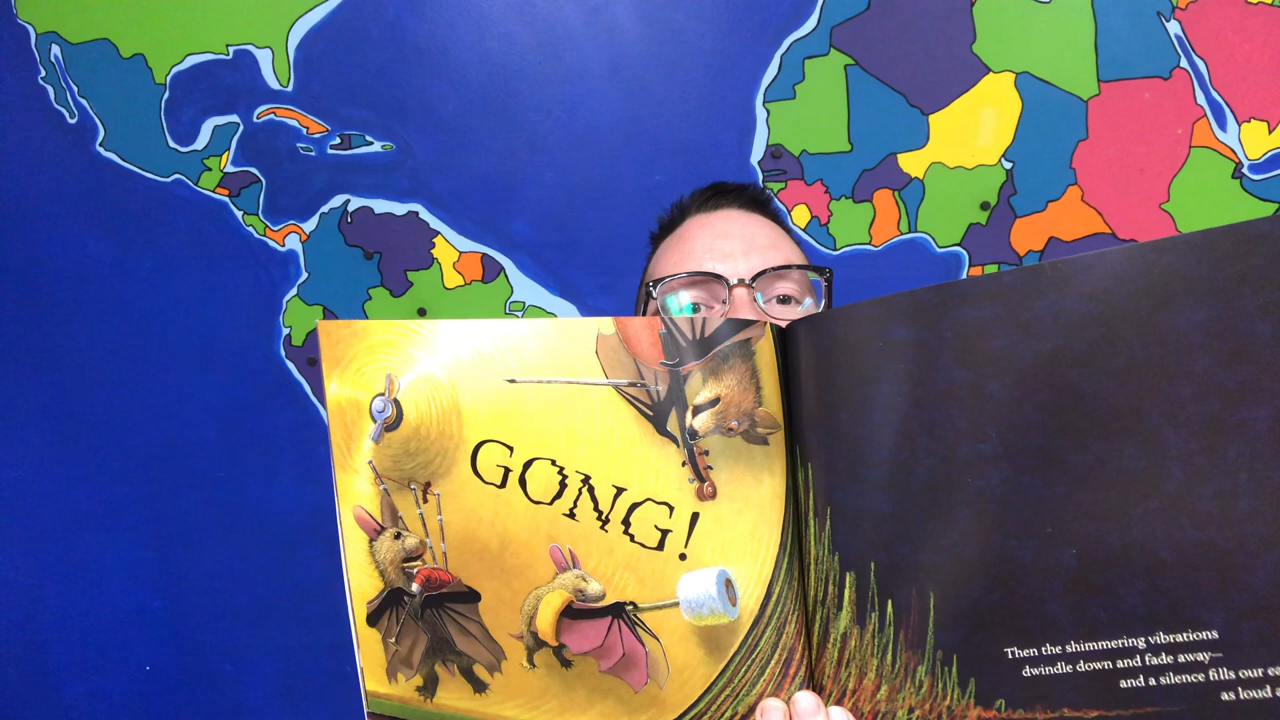 GONG!
Then the shimmering vibrations
dwindle down and fade away—
and a silence fills our
as loud